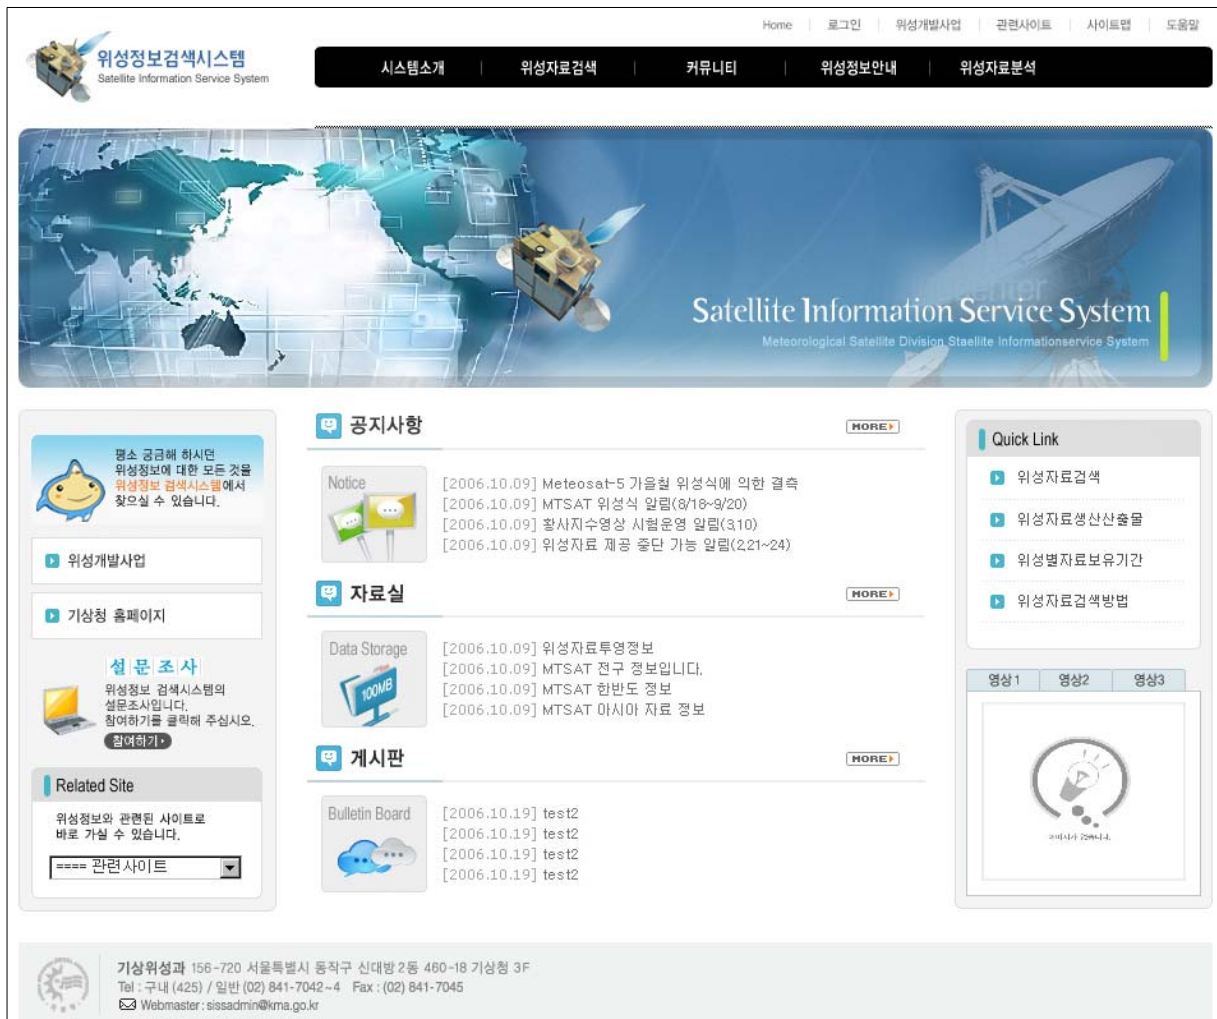 Home 로그인 위성개발사업 관련사이트 사이트맵 도움말
위성정보검색시스템
Satellite Information Service System
시스템소개 위성자료검색 커뮤니티 위성정보안내 위성자료분석
Satellite Information Service System
Meteorological Satellite Division Staellite Informationservice System
평소 궁금해 하시던
위성정보에 대한 모든 것을
위성정보 검색시스템에서
찾으실 수 있습니다.
위성개발사업
기상청 홈페이지
설문조사
위성정보 검색시스템의
설문조사입니다.
참여하기를 클릭해 주십시오.
참여하기
Related Site
위성정보와 관련된 사이트로
바로 가실 수 있습니다.
==== 관련사이트
공지사항 MORE
Notice
[2006.10.09] Meteosat-5 가을철 위성식에 의한 결측
[2006.10.09] MTSAT 위성식 알림(8/18~9/20)
[2006.10.09] 황사지수영상 시험운영 알림(3.10)
[2006.10.09] 위성자료 제공 중단 가능 알림(2.21~24)
자료실 MORE
Data Storage
100MB
[2006.10.09] 위성자료투영정보
[2006.10.09] MTSAT 전구 정보입니다.
[2006.10.09] MTSAT 한반도 정보
[2006.10.09] MTSAT 아시아 자료 정보
게시판 MORE
Bulletin Board
[2006.10.19] test2
[2006.10.19] test2
[2006.10.19] test2
[2006.10.19] test2
Quick Link
위성자료검색
위성자료생산산출물
위성별자료보유기간
위성자료검색방법
영상1 영상2 영상3
기상위성과 156-720 서울특별시 동작구 신대방2동 460-18 기상청 3F
Tel : 구내 (425) / 일반 (02) 841-7042~4 Fax : (02) 841-7045
Webmaster : sissadmin@kma.go.kr